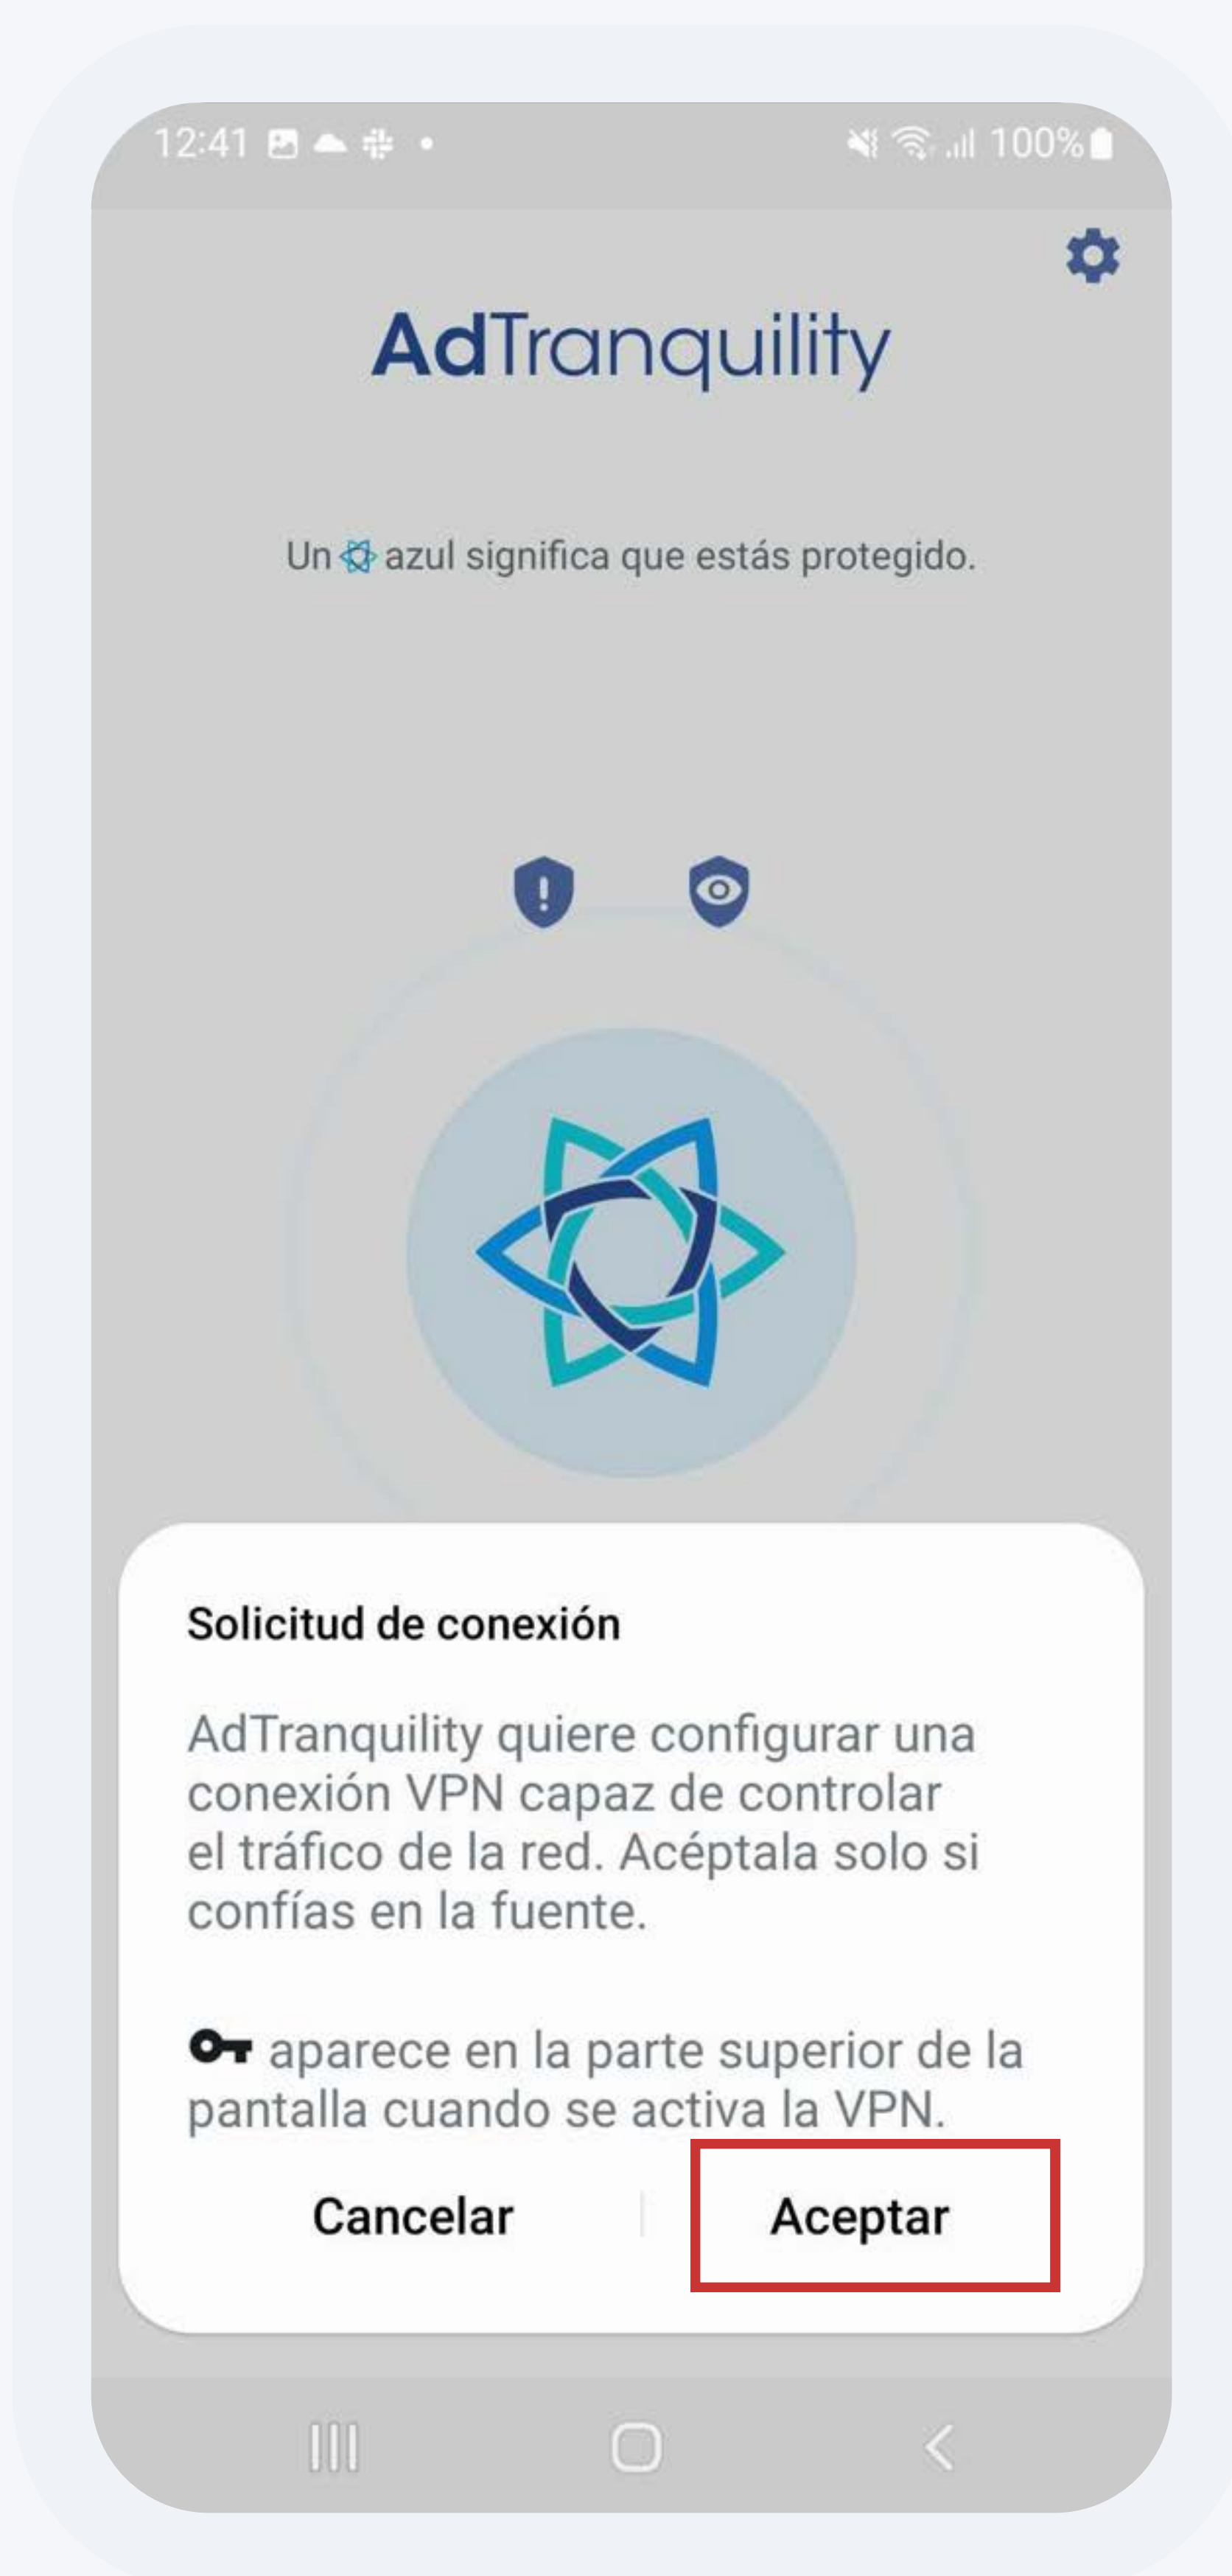 12:41
100%
AdTranquility
Un azul significa que estás protegido.
Solicitud de conexión
AdTranquility quiere configurar una
conexión VPN capaz de controlar
el tráfico de la red. Acéptala solo si
confías en la fuente.
aparece en la parte superior de la
pantalla cuando se activa la VPN.
Cancelar
Aceptar